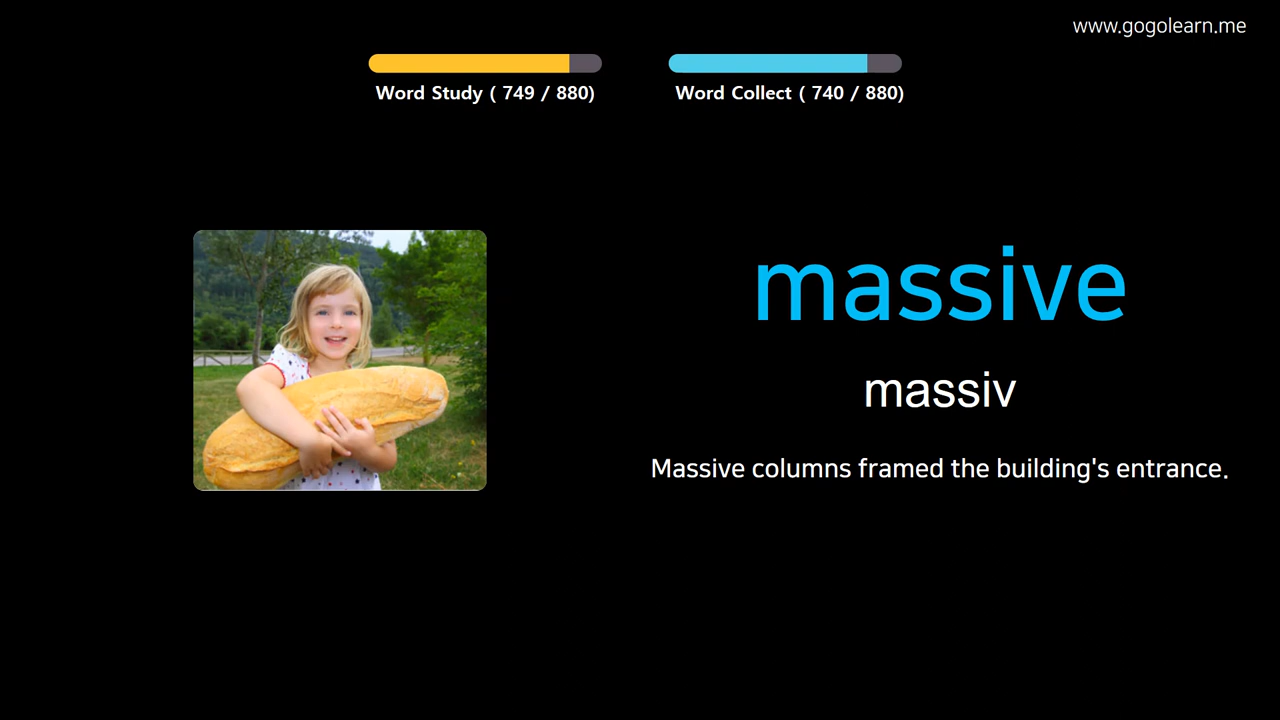 www.gogolearn.me
Word Study ( 749 / 880)
Word Collect ( 740 / 880)
massive
massiv
Massive columns framed the building's entrance.